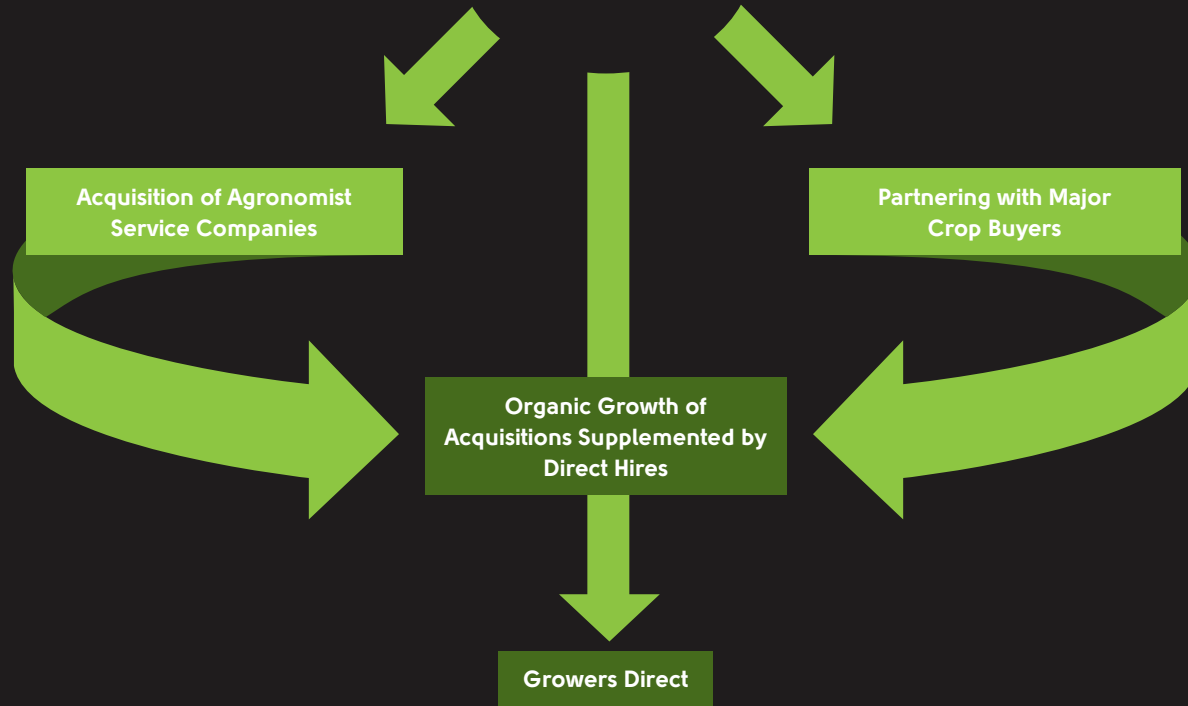 Acquisition of Agronomist
Service Companies
Partnering with Major
Crop Buyers
Organic Growth of
Acquisitions Supplemented by
Direct Hires
Growers Direct